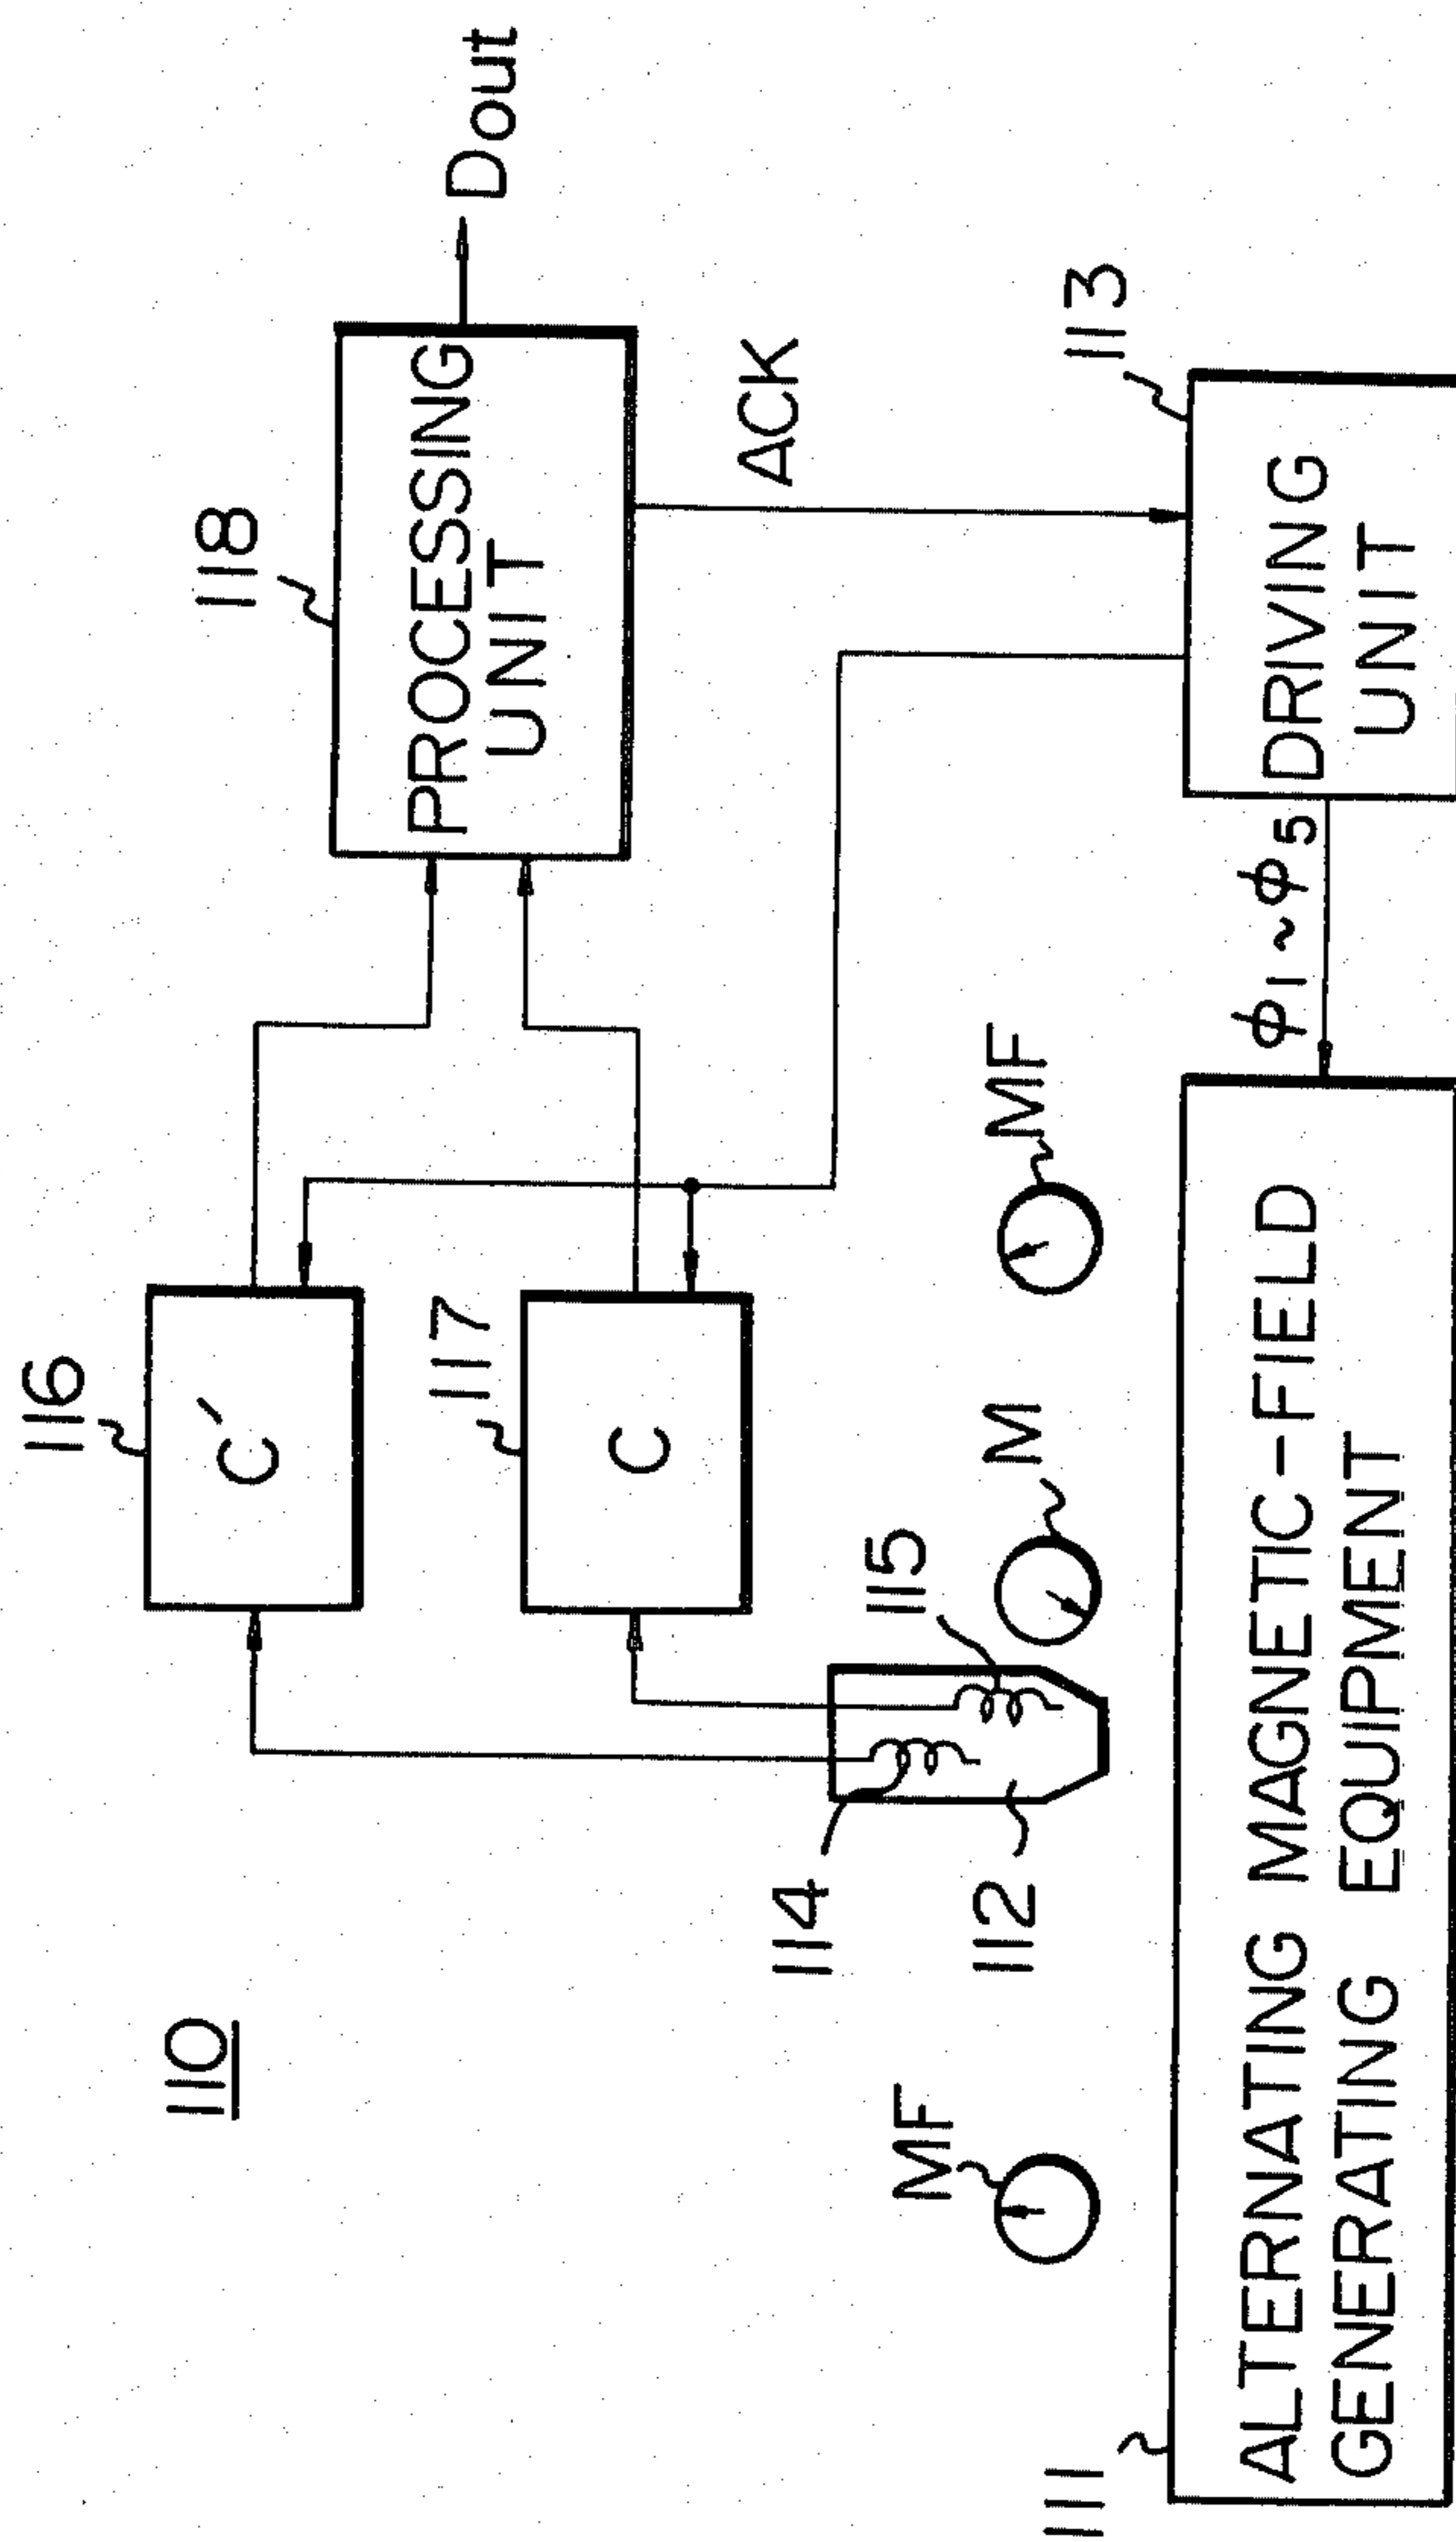 110
116
C′
117
C
118
PROCESSING
UNIT
Dout
ACK
114
115
112
MF
M
MF
113
DRIVING
UNIT
ϕ1~ϕ5
111
ALTERNATING MAGNETIC-FIELD
GENERATING EQUIPMENT